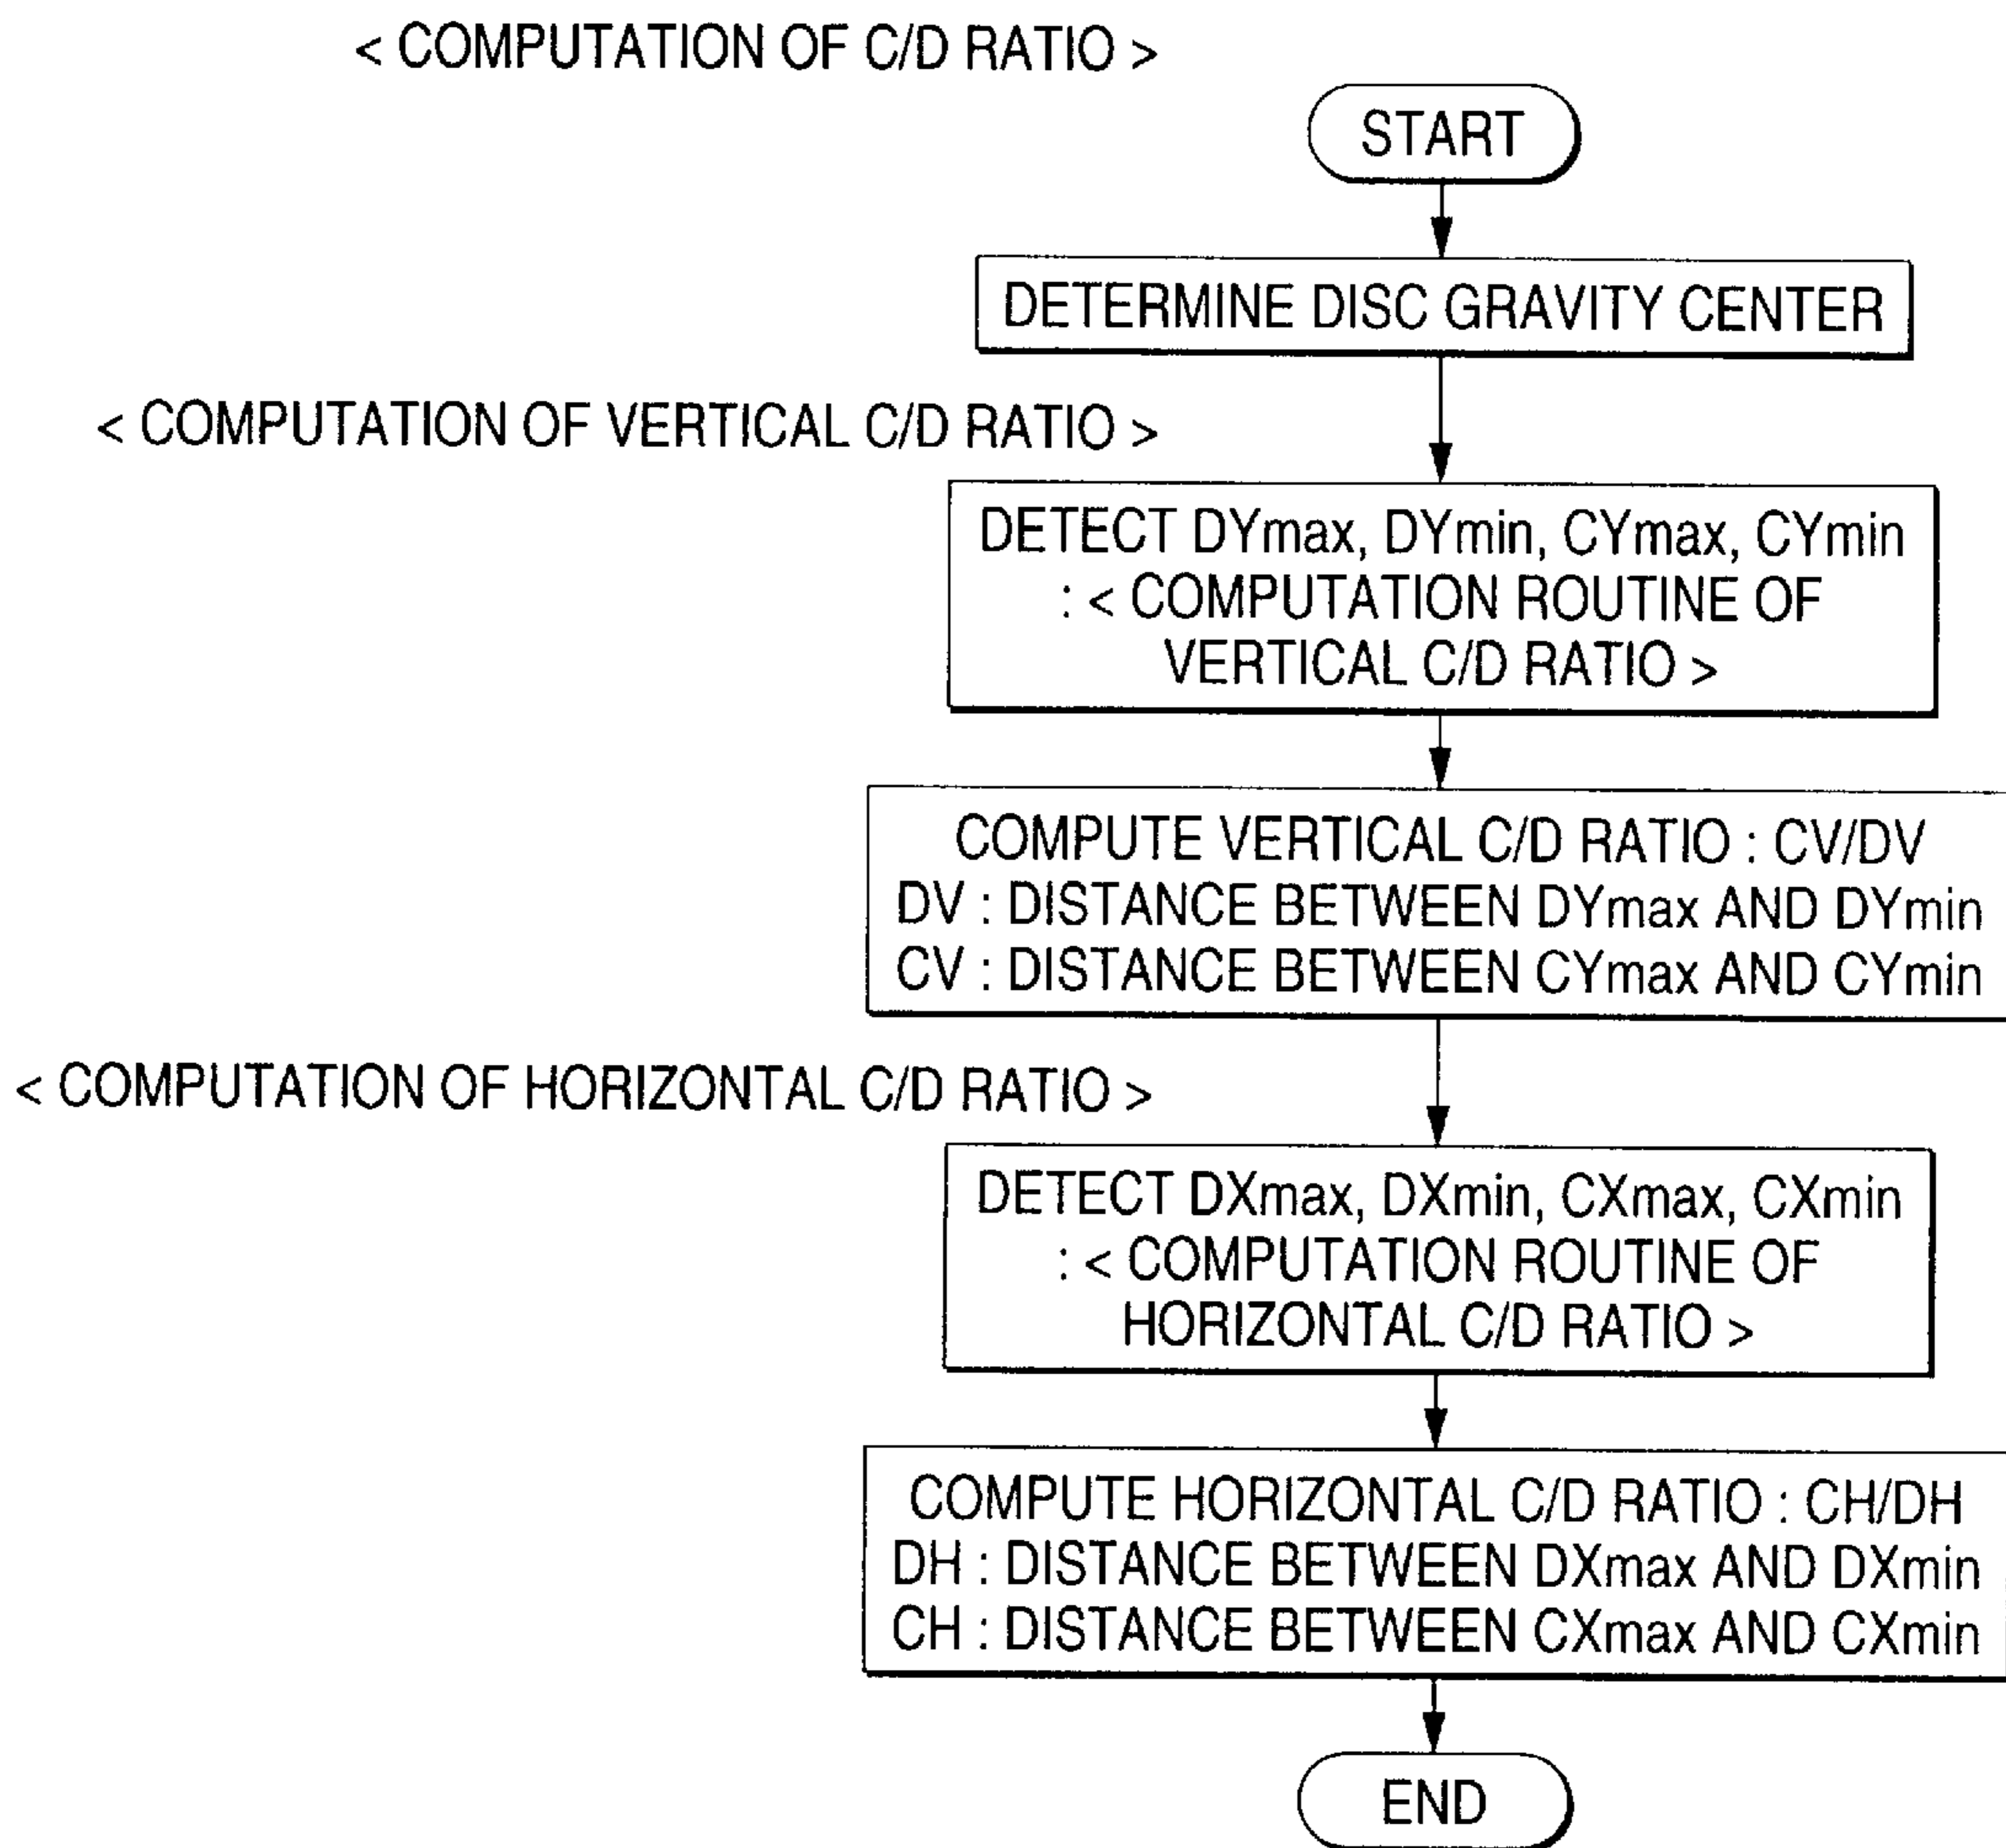 < COMPUTATION OF C/D RATIO >
START
DETERMINE DISC GRAVITY CENTER
< COMPUTATION OF VERTICAL C/D RATIO >
DETECT DYmax, DYmin, CYmax, CYmin
: < COMPUTATION ROUTINE OF
VERTICAL C/D RATIO >
COMPUTE VERTICAL C/D RATIO : CV/DV
DV : DISTANCE BETWEEN DYmax AND DYmin
CV : DISTANCE BETWEEN CYmax AND CYmin
< COMPUTATION OF HORIZONTAL C/D RATIO >
DETECT DXmax, DXmin, CXmax, CXmin
: < COMPUTATION ROUTINE OF
HORIZONTAL C/D RATIO >
COMPUTE HORIZONTAL C/D RATIO : CH/DH
DH : DISTANCE BETWEEN DXmax AND DXmin
CH : DISTANCE BETWEEN CXmax AND CXmin
END